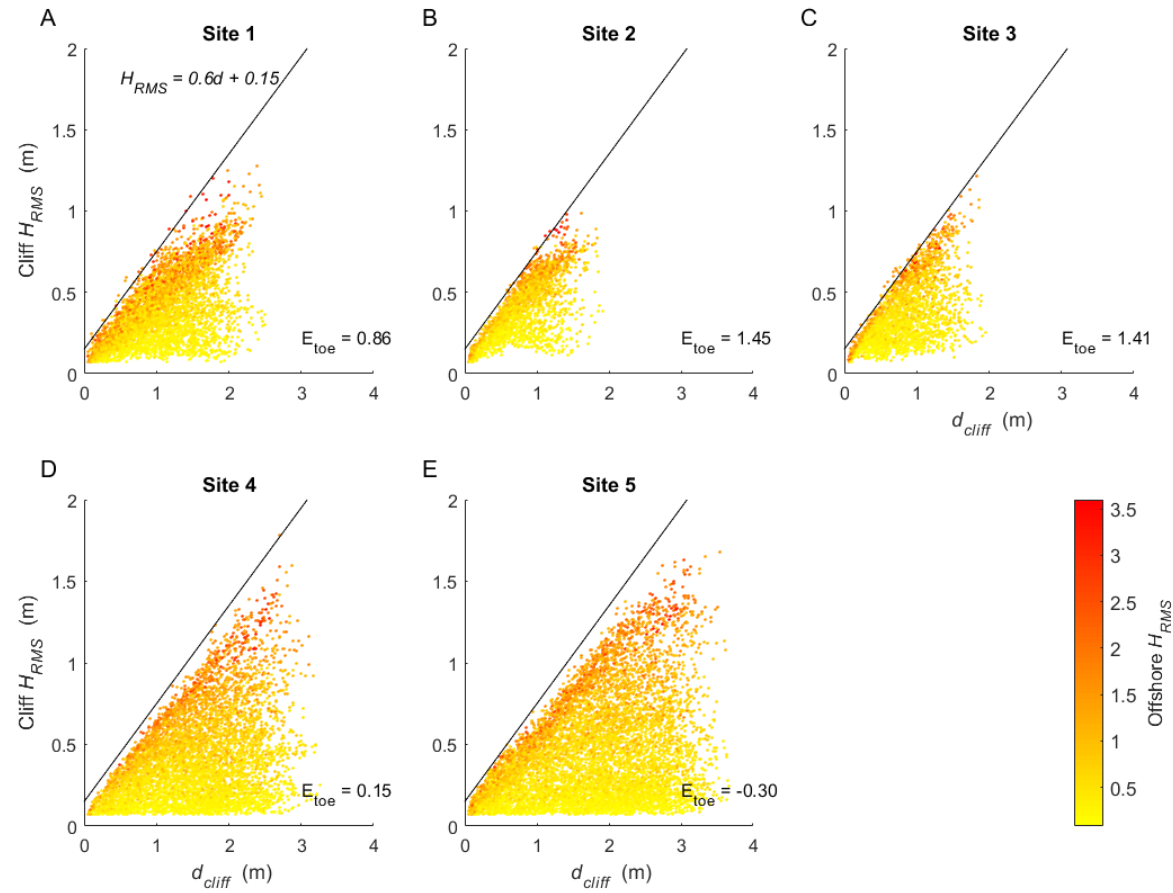 A
Site 1
2
1.5
1
0.5
0
Cliff H_RMS (m)
H_RMS = 0.6d + 0.15
E_toe = 0.86
0 1 2 3 4
B
Site 2
2
1.5
1
0.5
0
E_toe = 1.45
0 1 2 3 4
C
Site 3
2
1.5
1
0.5
0
E_toe = 1.41
0 1 2 3 4
d_cliff (m)
D
Site 4
2
1.5
1
0.5
0
Cliff H_RMS (m)
E_toe = 0.15
0 1 2 3 4
d_cliff (m)
E
Site 5
2
1.5
1
0.5
0
E_toe = -0.30
0 1 2 3 4
d_cliff (m)
3.5
3
2.5
2
1.5
1
0.5
Offshore H_RMS